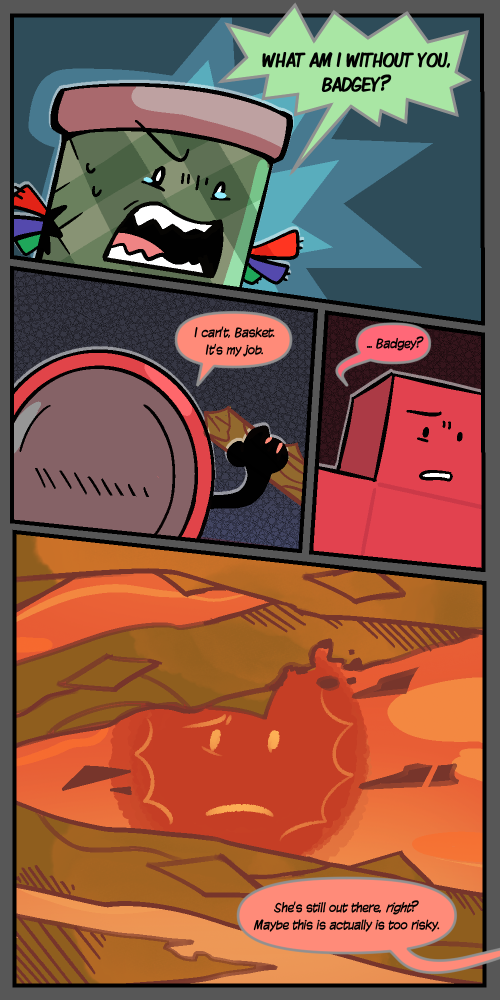 WHAT AM I WITHOUT YOU,
BADGEY?
I can't, Basket.
It's my job.
.. Badgey?
She's still out there, right?
Maybe this is actually is too risky.